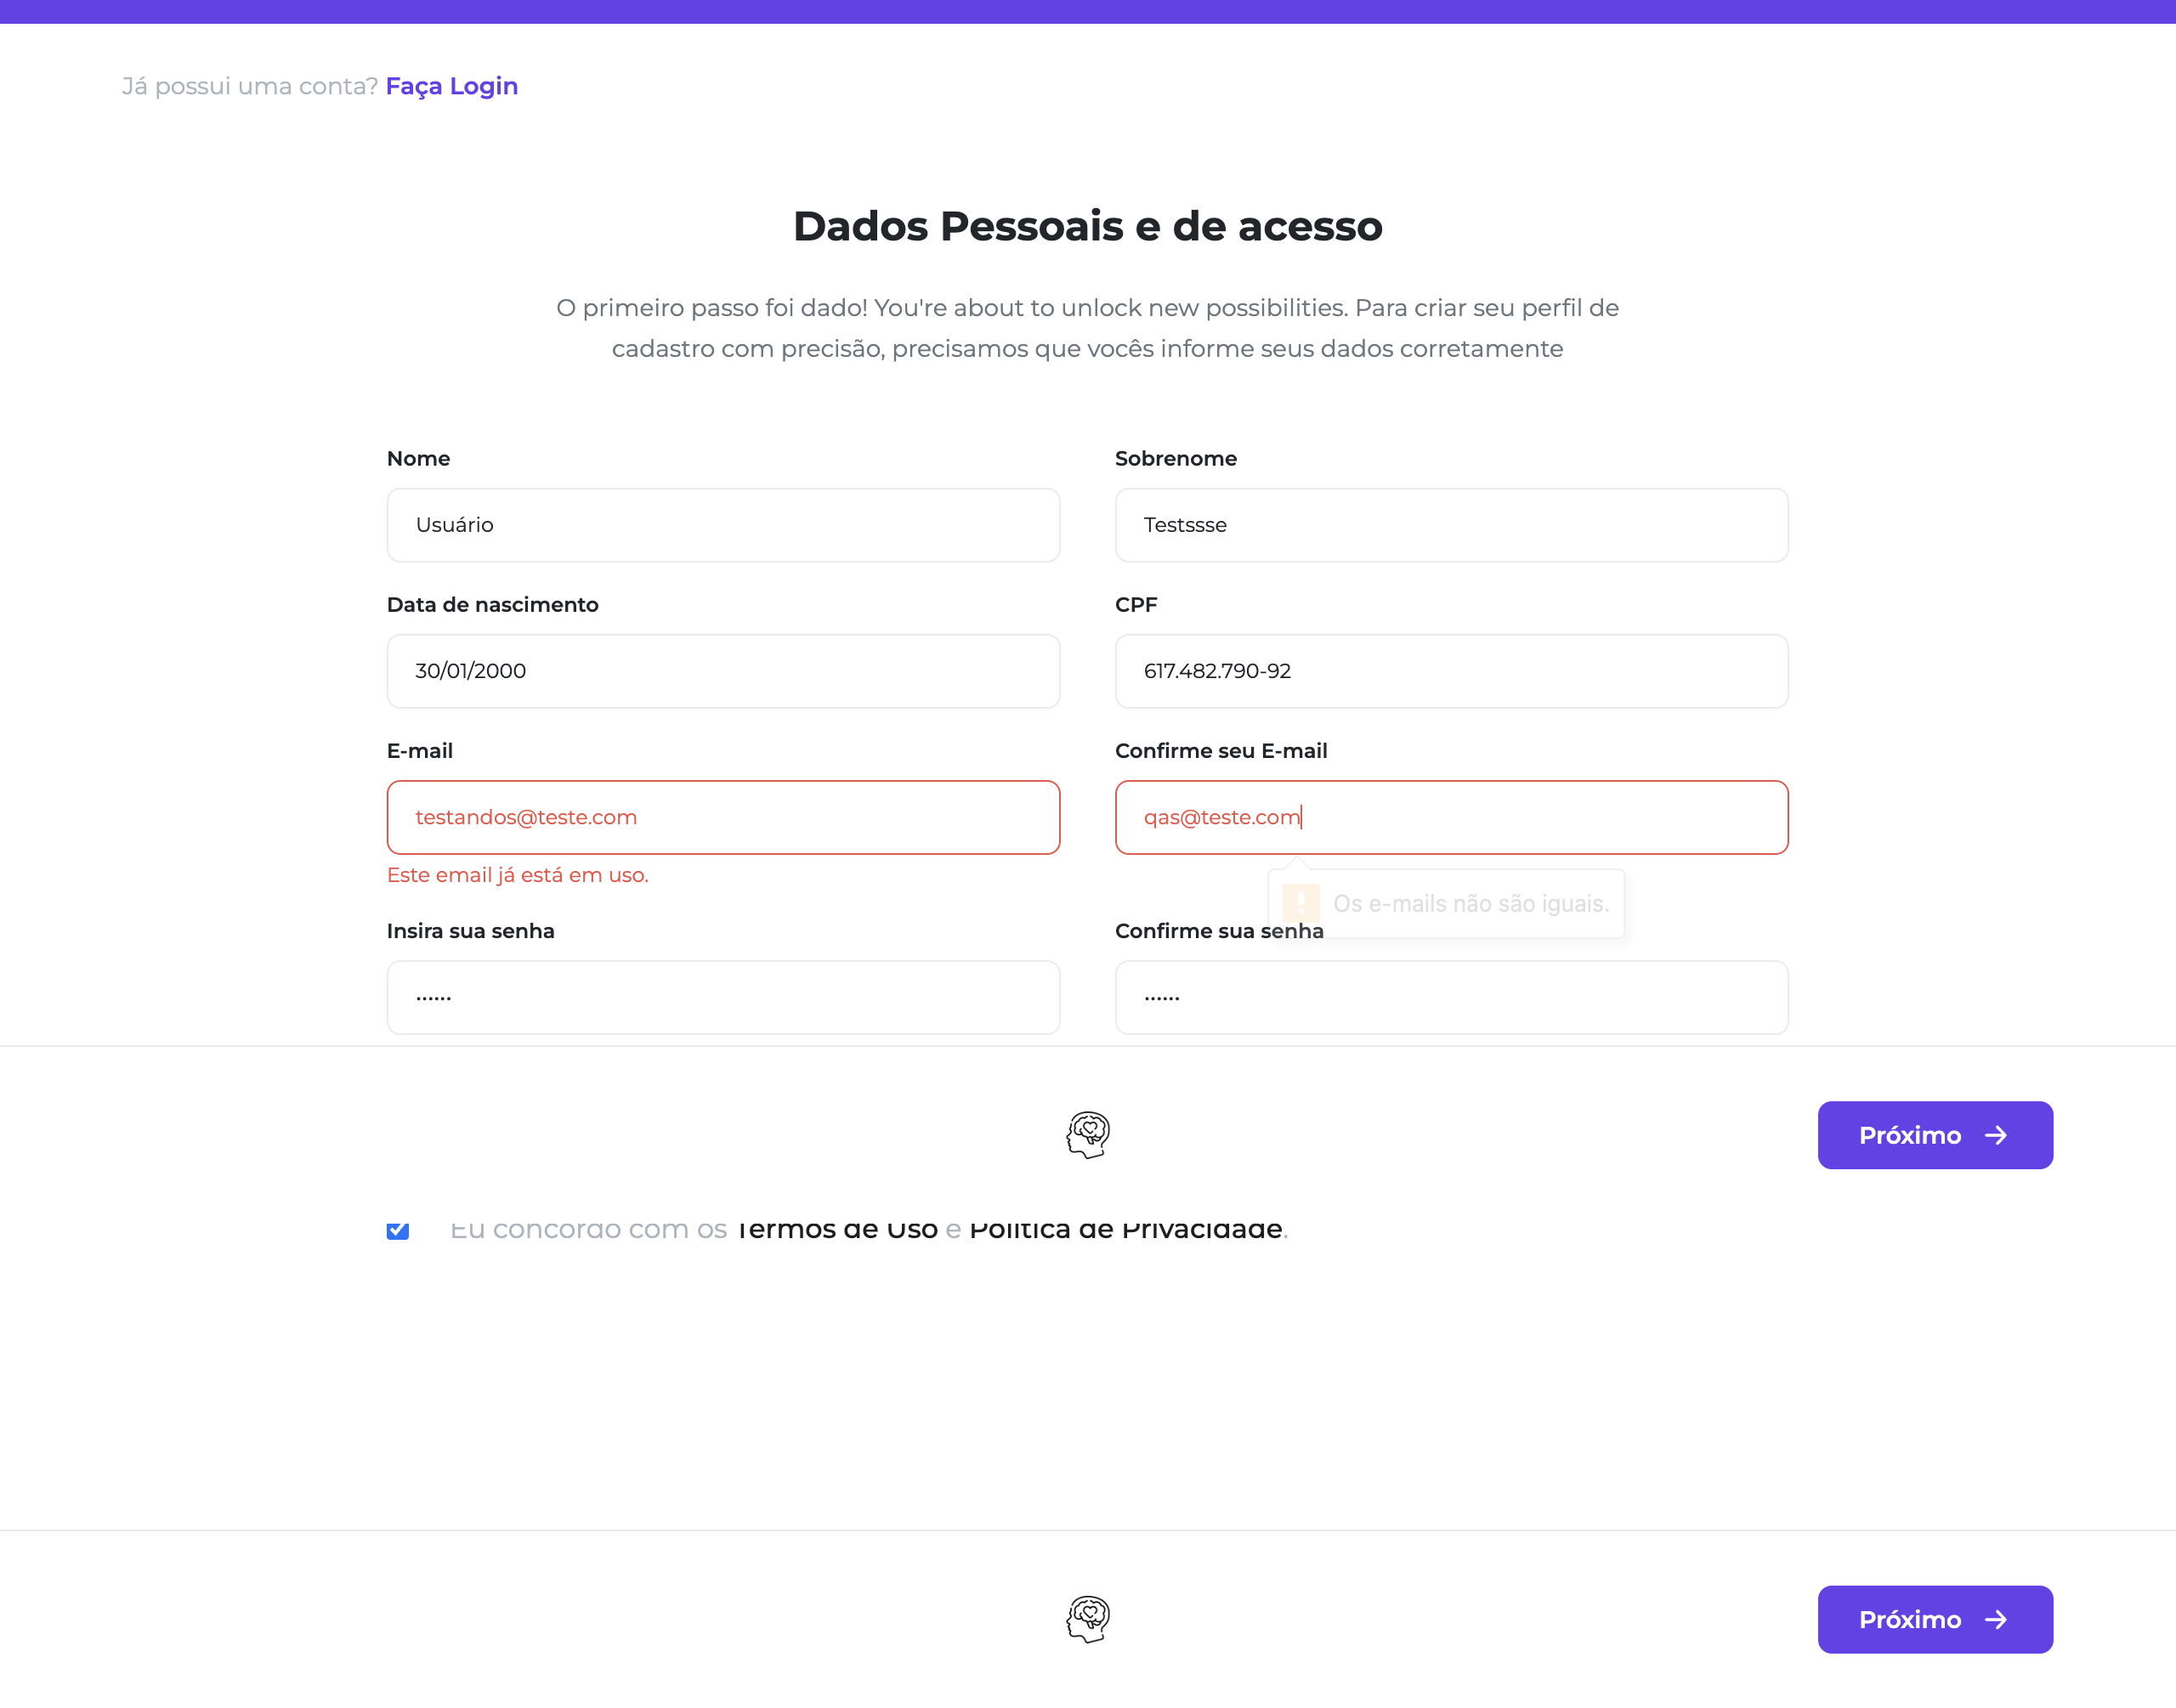 Já possui uma conta? Faça Login
Dados Pessoais e de acesso
O primeiro passo foi dado! You're about to unlock new possibilities. Para criar seu perfil de
cadastro com precisão, precisamos que vocês informe seus dados corretamente
Nome
Sobrenome
Usuário
Testssse
Data de nascimento
CPF
30/01/2000
617.482.790-92
E-mail
Confirme seu E-mail
testandos@teste.com
qas@teste.com
Este email já está em uso.
Os e-mails não são iguais.
Insira sua senha
Confirme sua senha
······
······
Próximo
Eu concordo com os Termos de Uso e Política de Privacidade.
Próximo